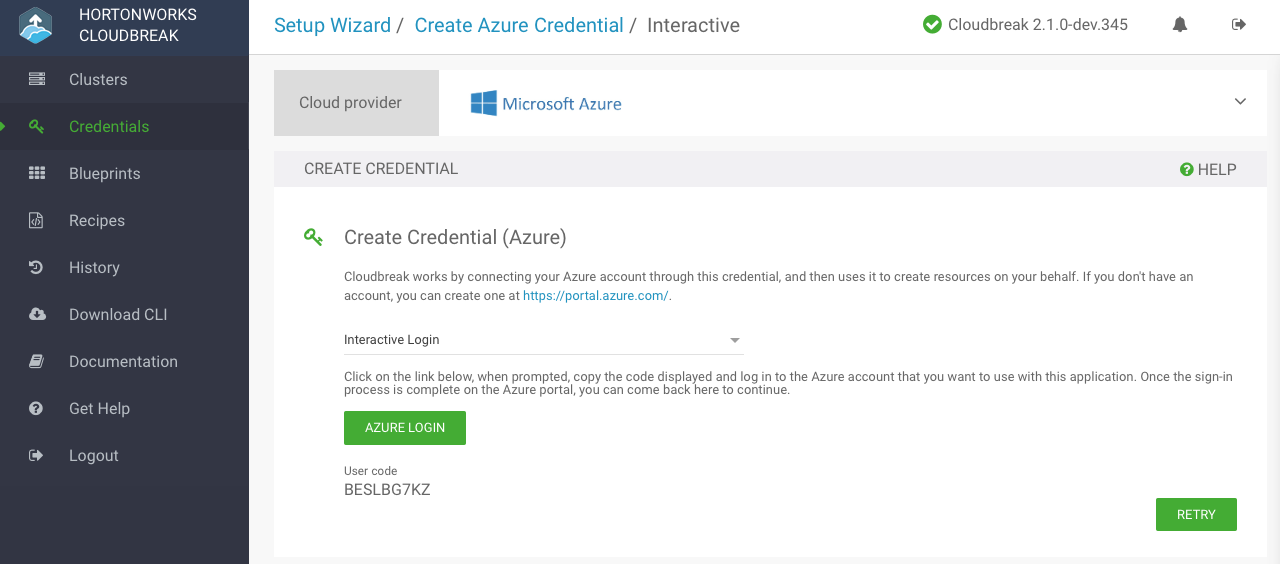 HORTONWORKS
CLOUDBREAK
Clusters
Credentials
Blueprints
Recipes
History
Download CLI
Documentation
Get Help
Logout
Setup Wizard / Create Azure Credential / Interactive
Cloudbreak 2.1.0-dev.345
Cloud provider
Microsoft Azure
CREATE CREDENTIAL
HELP
Create Credential (Azure)
Cloudbreak works by connecting your Azure account through this credential, and then uses it to create resources on your behalf. If you don't have an
account, you can create one at https://portal.azure.com/.
Interactive Login
Click on the link below, when prompted, copy the code displayed and log in to the Azure account that you want to use with this application. Once the sign-in
process is complete on the Azure portal, you can come back here to continue.
AZURE LOGIN
User code
BESLBG7KZ
RETRY